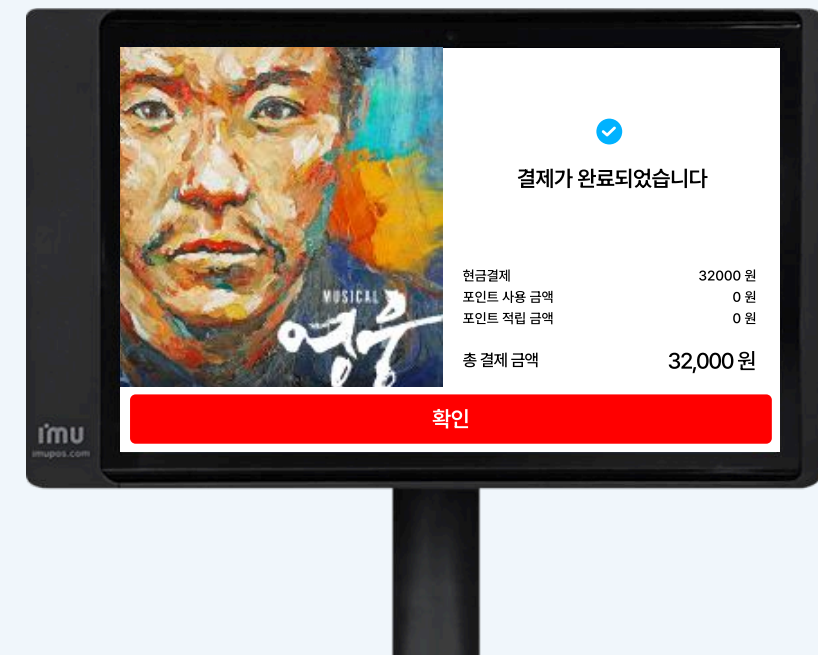 MUSICAL
영웅
결제가 완료되었습니다
현금결제 32000 원
포인트 사용 금액 0 원
포인트 적립 금액 0 원
총 결제 금액 32,000 원
확인
imu
imupos.com